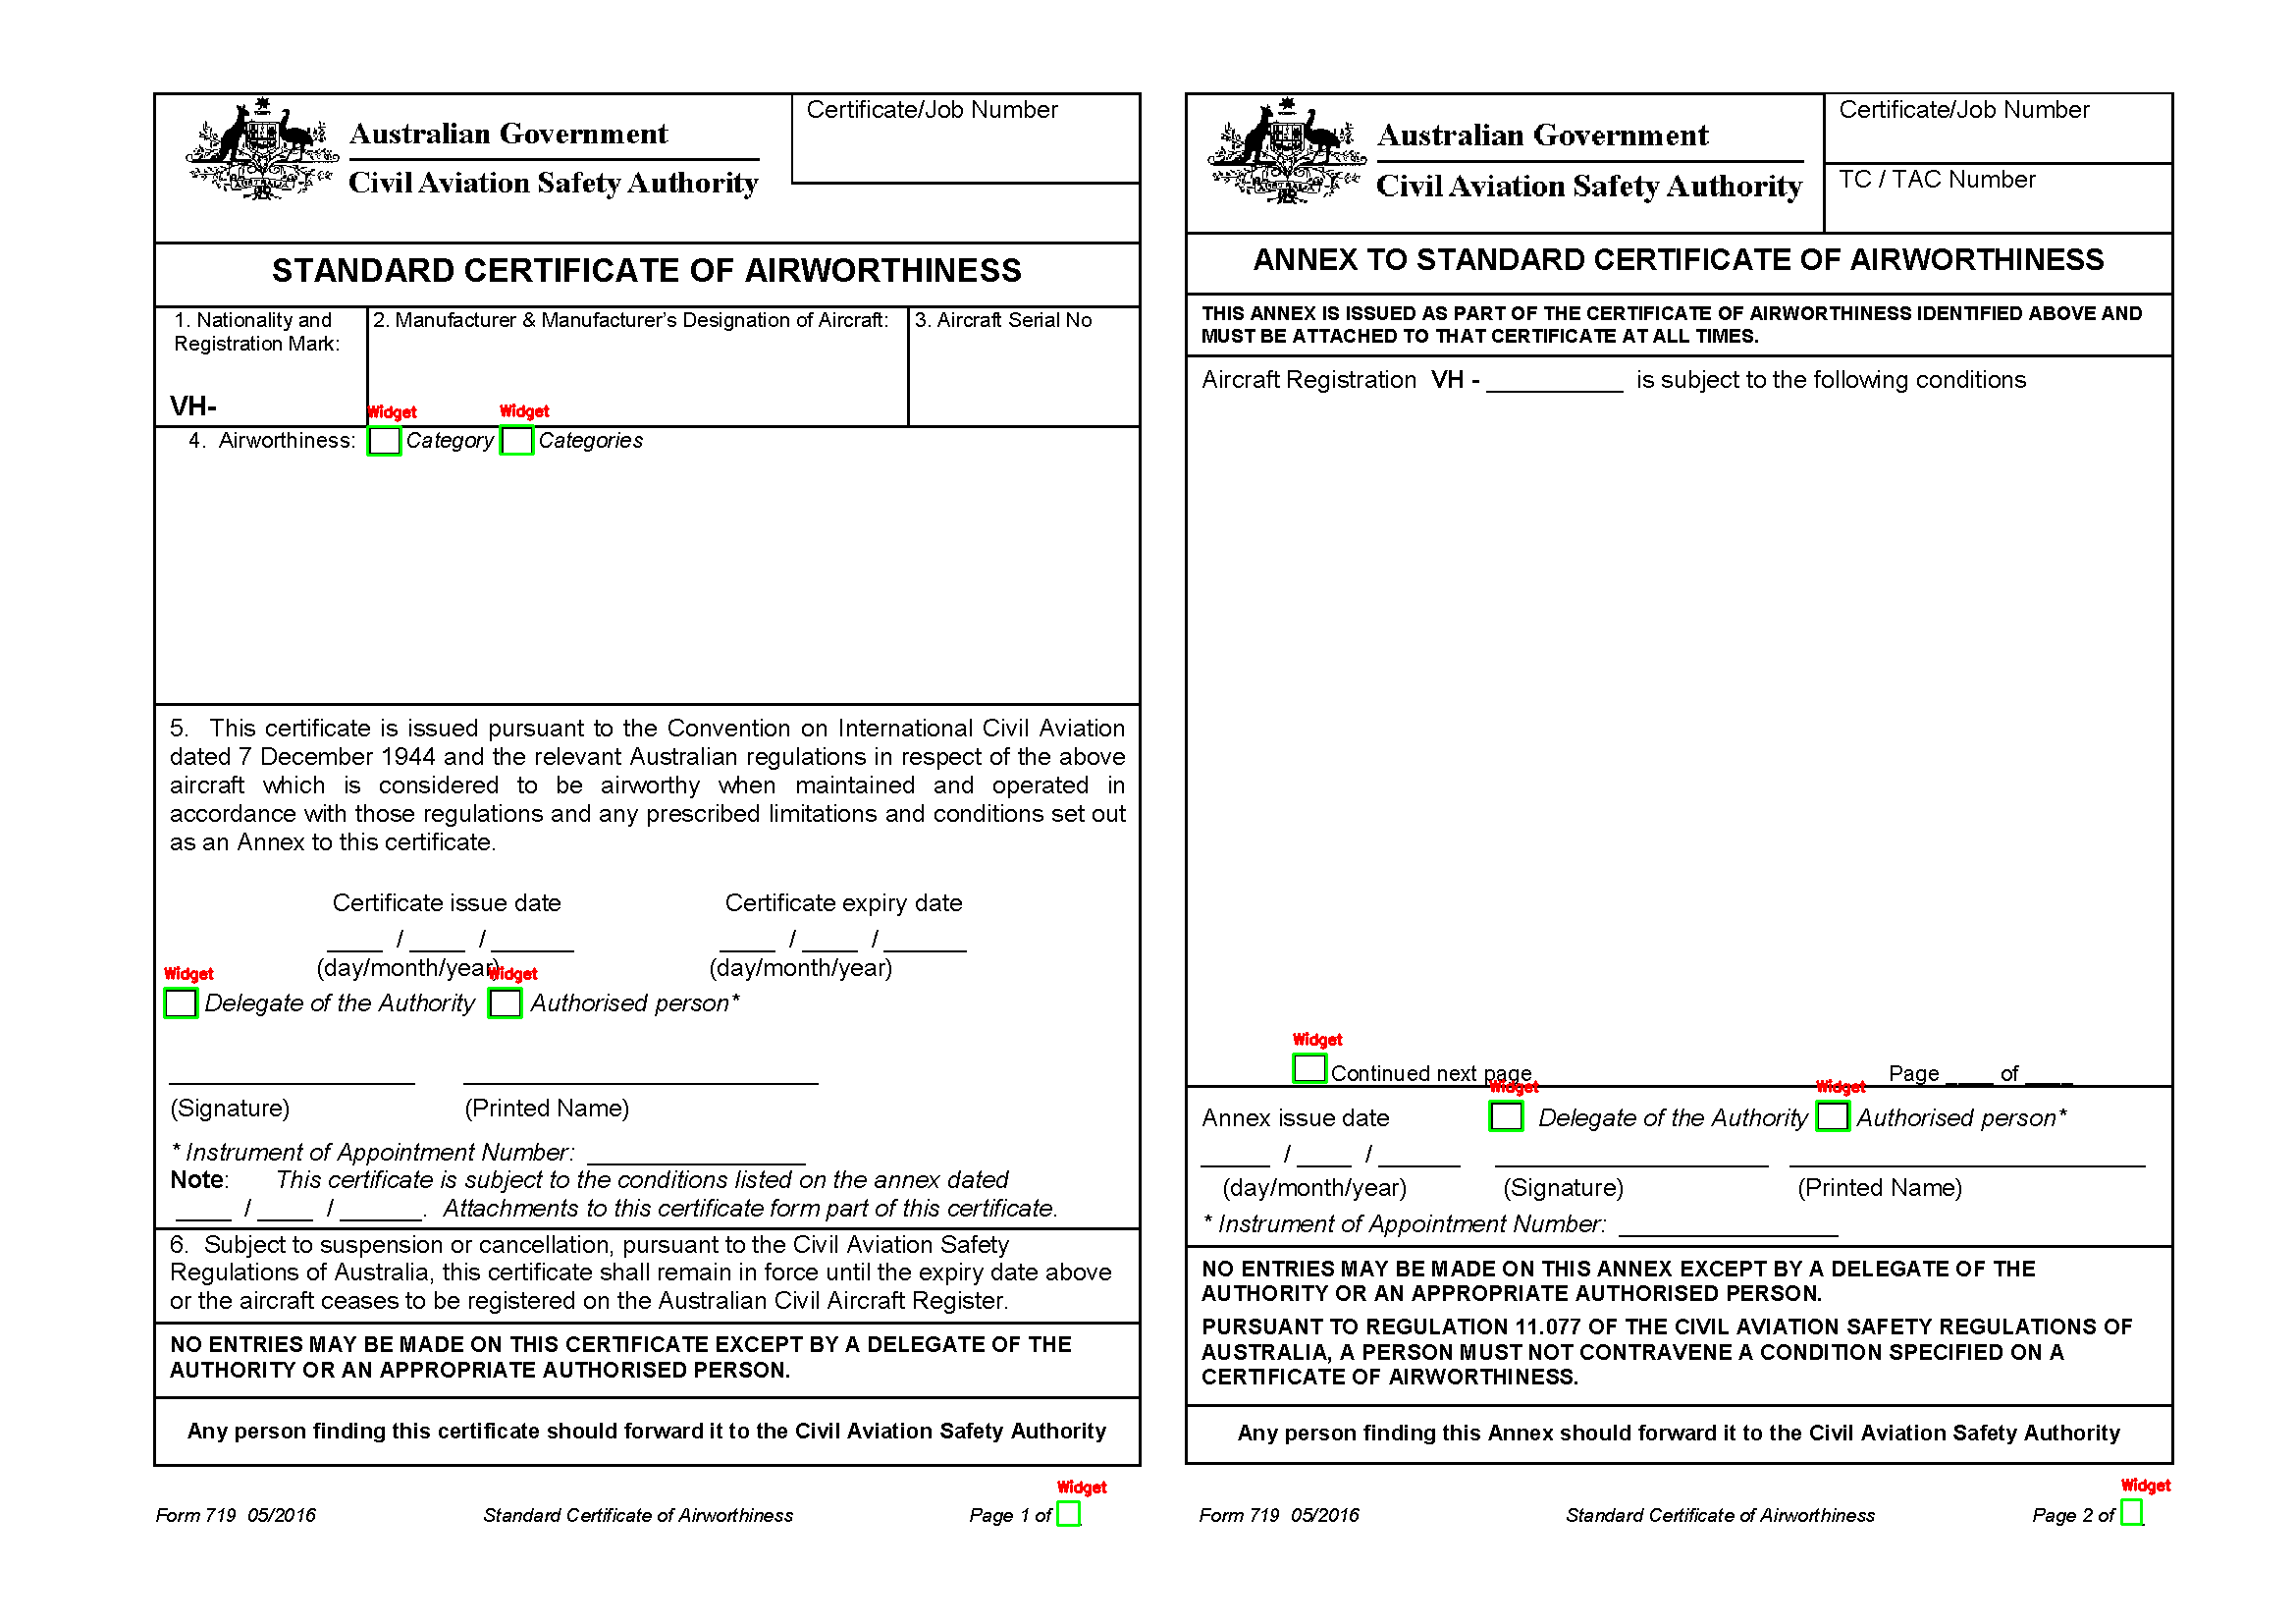 Australian Government
Civil Aviation Safety Authority
Certificate/Job Number
STANDARD CERTIFICATE OF AIRWORTHINESS
1. Nationality and
Registration Mark:
VH-
2. Manufacturer & Manufacturer's Designation of Aircraft:
3. Aircraft Serial No
Widget
Widget
4. Airworthiness: Category Categories
5. This certificate is issued pursuant to the Convention on International Civil Aviation
dated 7 December 1944 and the relevant Australian regulations in respect of the above
aircraft which is considered to be airworthy when maintained and operated in
accordance with those regulations and any prescribed limitations and conditions set out
as an Annex to this certificate.
Certificate issue date Certificate expiry date
____ / ____ / ______ ____ / ____ / ______
(day/month/year) (day/month/year)
Widget
Widget
Delegate of the Authority Authorised person*
(Signature) (Printed Name)
* Instrument of Appointment Number: ________________
Note: This certificate is subject to the conditions listed on the annex dated
____ / ____ / ______. Attachments to this certificate form part of this certificate.
6. Subject to suspension or cancellation, pursuant to the Civil Aviation Safety
Regulations of Australia, this certificate shall remain in force until the expiry date above
or the aircraft ceases to be registered on the Australian Civil Aircraft Register.
NO ENTRIES MAY BE MADE ON THIS CERTIFICATE EXCEPT BY A DELEGATE OF THE
AUTHORITY OR AN APPROPRIATE AUTHORISED PERSON.
Any person finding this certificate should forward it to the Civil Aviation Safety Authority
Widget
Form 719 05/2016 Standard Certificate of Airworthiness Page 1 of
Australian Government
Civil Aviation Safety Authority
Certificate/Job Number
TC / TAC Number
ANNEX TO STANDARD CERTIFICATE OF AIRWORTHINESS
THIS ANNEX IS ISSUED AS PART OF THE CERTIFICATE OF AIRWORTHINESS IDENTIFIED ABOVE AND
MUST BE ATTACHED TO THAT CERTIFICATE AT ALL TIMES.
Aircraft Registration VH - __________ is subject to the following conditions
Widget
Continued next page Page ____ of ____
Widget
Widget
Annex issue date Delegate of the Authority Authorised person*
_____ / ____ / ______
(day/month/year) (Signature) (Printed Name)
* Instrument of Appointment Number: ________________
NO ENTRIES MAY BE MADE ON THIS ANNEX EXCEPT BY A DELEGATE OF THE
AUTHORITY OR AN APPROPRIATE AUTHORISED PERSON.
PURSUANT TO REGULATION 11.077 OF THE CIVIL AVIATION SAFETY REGULATIONS OF
AUSTRALIA, A PERSON MUST NOT CONTRAVENE A CONDITION SPECIFIED ON A
CERTIFICATE OF AIRWORTHINESS.
Any person finding this Annex should forward it to the Civil Aviation Safety Authority
Widget
Form 719 05/2016 Standard Certificate of Airworthiness Page 2 of